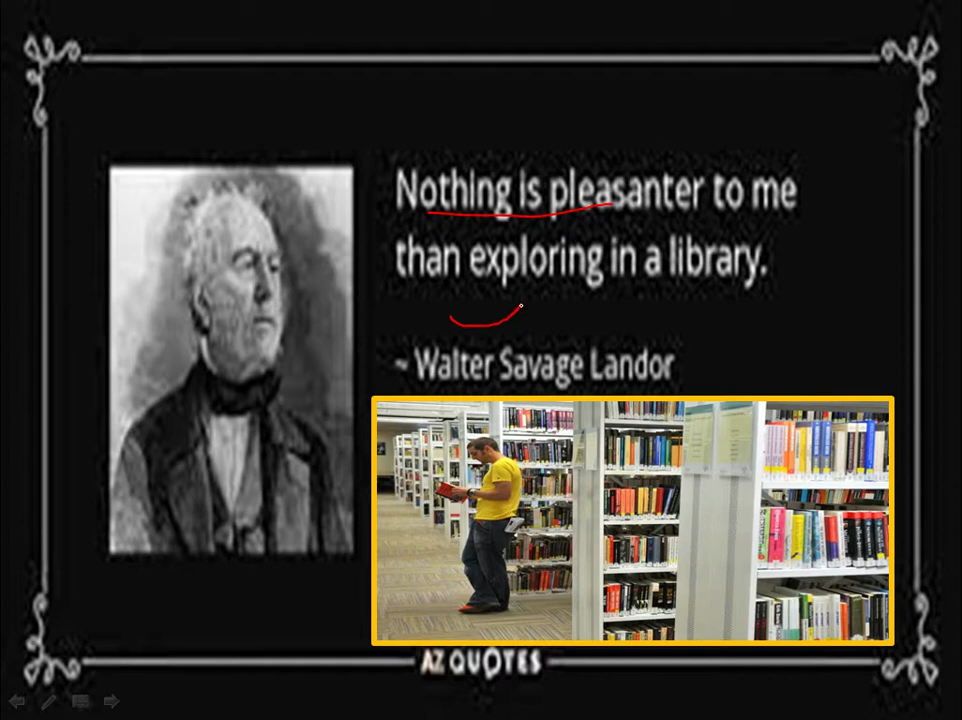 Nothing is pleasanter to me
than exploring in a library.
~ Walter Savage Landor
AZ QUOTES